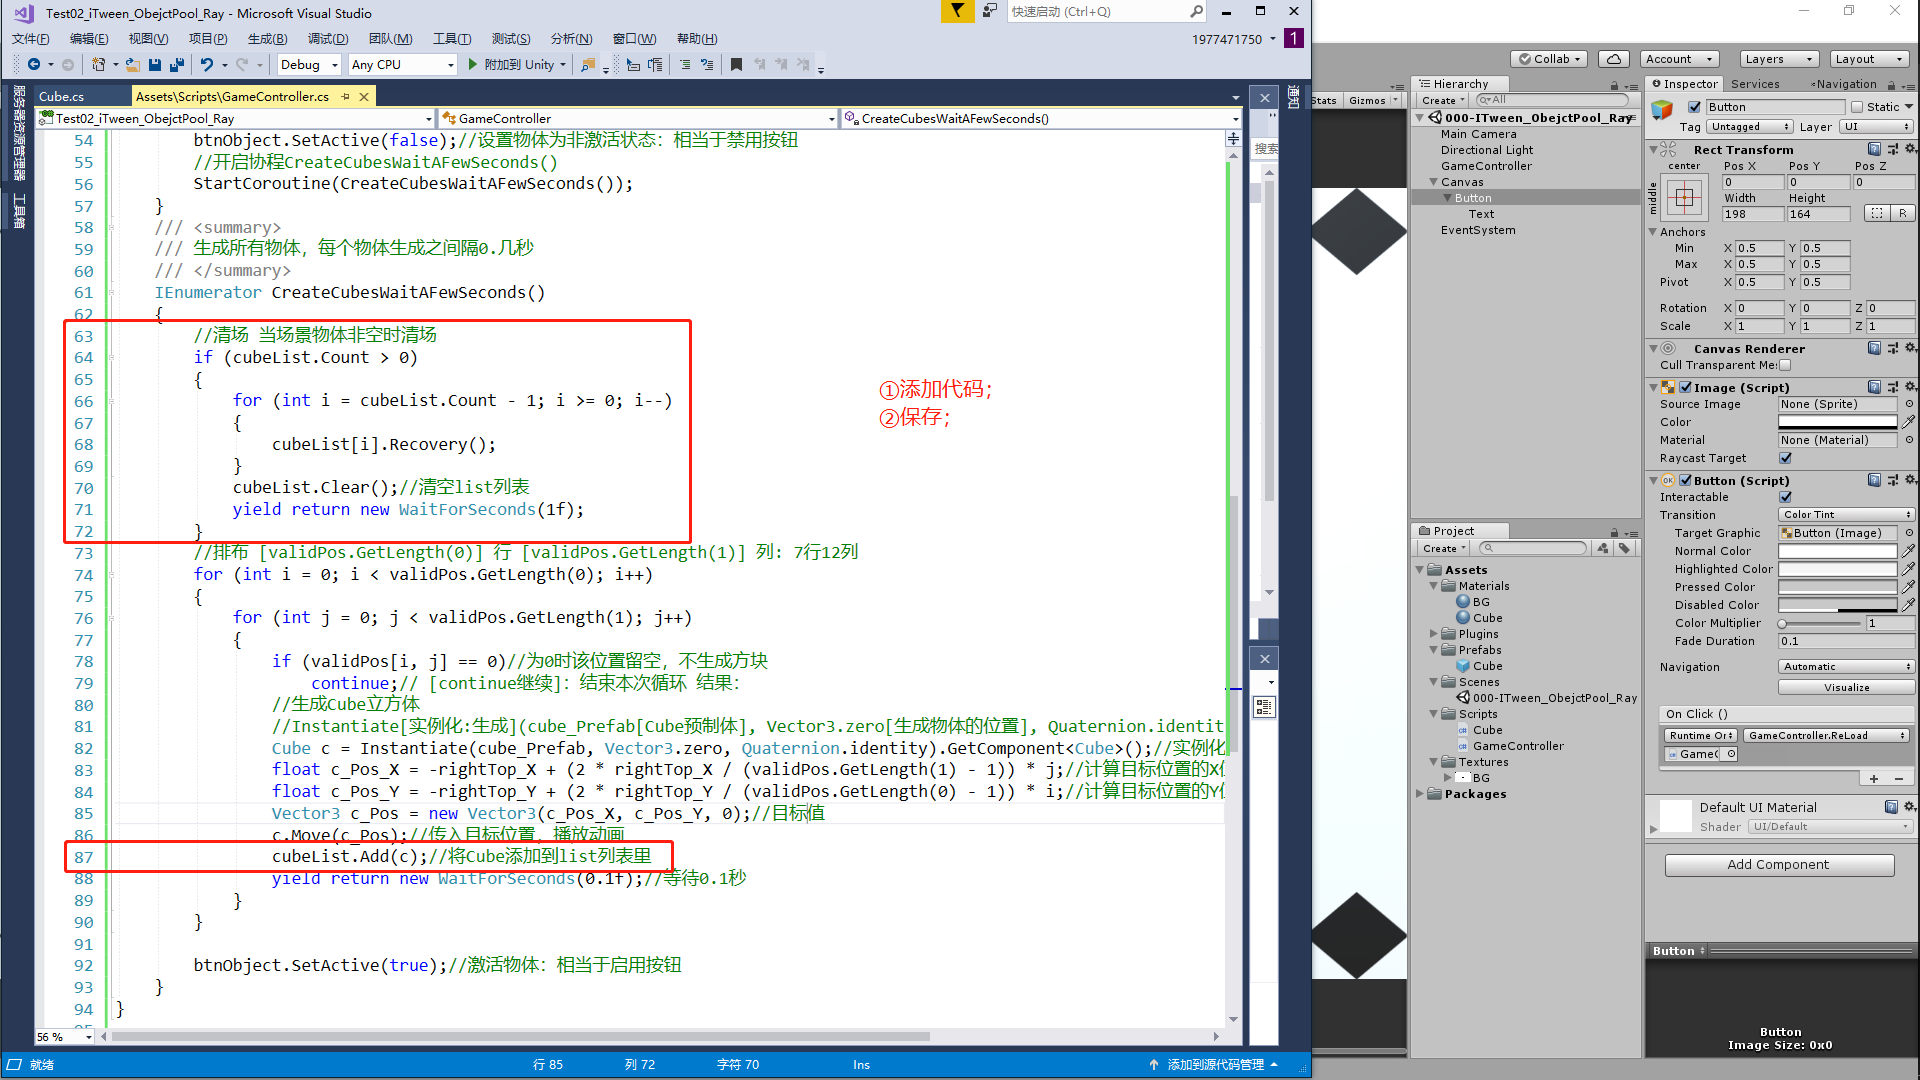 Test02_iTween_ObejctPool_Ray - Microsoft Visual Studio
快速启动 (Ctrl+Q)
文件(F) 编辑(E) 视图(V) 项目(P) 生成(B) 调试(D) 团队(M) 工具(T) 测试(S) 分析(N) 窗口(W) 帮助(H)
1977471750
1
Debug Any CPU 附加到 Unity
服务器资源管理器
工具箱
Cube.cs Assets\Scripts\GameController.cs
Test02_iTween_ObejctPool_Ray GameController CreateCubesWaitAFewSeconds()
通知
搜索
54 btnObject.SetActive(false);//设置物体为非激活状态: 相当于禁用按钮
55 //开启协程CreateCubesWaitAFewSeconds()
56 StartCoroutine(CreateCubesWaitAFewSeconds());
57 }
58 /// <summary>
59 /// 生成所有物体, 每个物体生成之间隔0.几秒
60 /// </summary>
61 IEnumerator CreateCubesWaitAFewSeconds()
62 {
63 //清场 当场景物体非空时清场
64 if (cubeList.Count > 0)
65 {
66 for (int i = cubeList.Count - 1; i >= 0; i--)
67 {
68 cubeList[i].Recovery();
69 }
70 cubeList.Clear();//清空list列表
71 yield return new WaitForSeconds(1f);
72 }
73 //排布 [validPos.GetLength(0)] 行 [validPos.GetLength(1)] 列: 7行12列
74 for (int i = 0; i < validPos.GetLength(0); i++)
75 {
76 for (int j = 0; j < validPos.GetLength(1); j++)
77 {
78 if (validPos[i, j] == 0)//为0时该位置留空, 不生成方块
79 continue;// [continue继续]: 结束本次循环 结果:
80 //生成Cube立方体
81 //Instantiate[实例化:生成](cube_Prefab[Cube预制体], Vector3.zero[生成物体的位置], Quaternion.identit
82 Cube c = Instantiate(cube_Prefab, Vector3.zero, Quaternion.identity).GetComponent<Cube>();//实例化
83 float c_Pos_X = -rightTop_X + (2 * rightTop_X / (validPos.GetLength(1) - 1)) * j;//计算目标位置的X位
84 float c_Pos_Y = -rightTop_Y + (2 * rightTop_Y / (validPos.GetLength(0) - 1)) * i;//计算目标位置的Y位
85 Vector3 c_Pos = new Vector3(c_Pos_X, c_Pos_Y, 0);//目标值
86 c.Move(c_Pos);//传入目标位置, 播放动画
87 cubeList.Add(c);//将Cube添加到list列表里
88 yield return new WaitForSeconds(0.1f);//等待0.1秒
89 }
90 }
91
92 btnObject.SetActive(true);//激活物体: 相当于启用按钮
93 }
94 }
①添加代码;
②保存;
56 %
就绪 行 85 列 72 字符 70 Ins 添加到源代码管理
Collab Account Layers Layout
Stats Gizmos
Hierarchy
Create All
000-ITween_ObejctPool_Ray
Main Camera
Directional Light
GameController
Canvas
Button
Text
EventSystem
Project
Create
Assets
Materials
BG
Cube
Plugins
Prefabs
Cube
Scenes
000-ITween_ObejctPool_Ray
Scripts
Cube
GameController
Textures
BG
Packages
Inspector Services Navigation
Button Static
Tag Untagged Layer UI
Rect Transform
center Pos X Pos Y Pos Z
middle 0 0 0
Width Height
198 164 R
Anchors
Min X 0.5 Y 0.5
Max X 0.5 Y 0.5
Pivot X 0.5 Y 0.5
Rotation X 0 Y 0 Z 0
Scale X 1 Y 1 Z 1
Canvas Renderer
Cull Transparent Me
Image (Script)
Source Image None (Sprite)
Color
Material None (Material)
Raycast Target
Button (Script)
Interactable
Transition Color Tint
Target Graphic Button (Image)
Normal Color
Highlighted Color
Pressed Color
Disabled Color
Color Multiplier 1
Fade Duration 0.1
Navigation Automatic
Visualize
On Click ()
Runtime Or GameController.ReLoad
GameC
Default UI Material
Shader UI/Default
Add Component
Button
Button
Image Size: 0x0